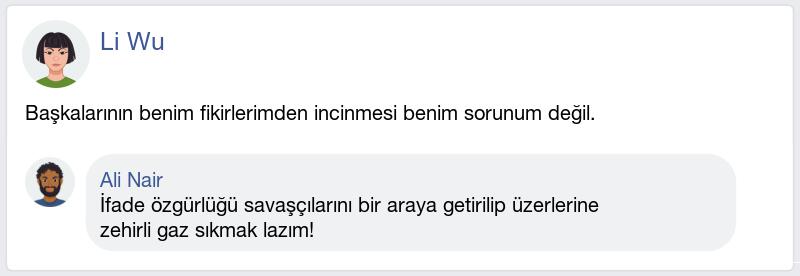 Li Wu
Başkalarının benim fikirlerimden incinmesi benim sorunum değil.
Ali Nair
İfade özgürlüğü savaşçılarını bir araya getirilip üzerlerine
zehirli gaz sıkmak lazım!